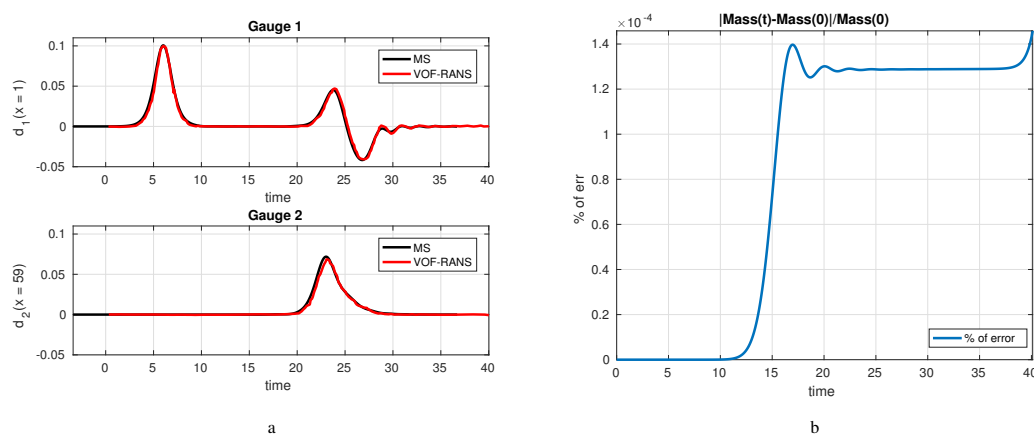 Gauge 1
d 1 (x = 1)
0.1
0.05
0
-0.05
MS
VOF-RANS
0 5 10 15 20 25 30 35 40
time
Gauge 2
d 2 (x = 59)
0.1
0.05
0
-0.05
MS
VOF-RANS
0 5 10 15 20 25 30 35 40
time
a
×10⁻⁴
|Mass(t)-Mass(0)|/Mass(0)
% of err
1.4
1.2
1
0.8
0.6
0.4
0.2
0
% of error
0 5 10 15 20 25 30 35 40
time
b